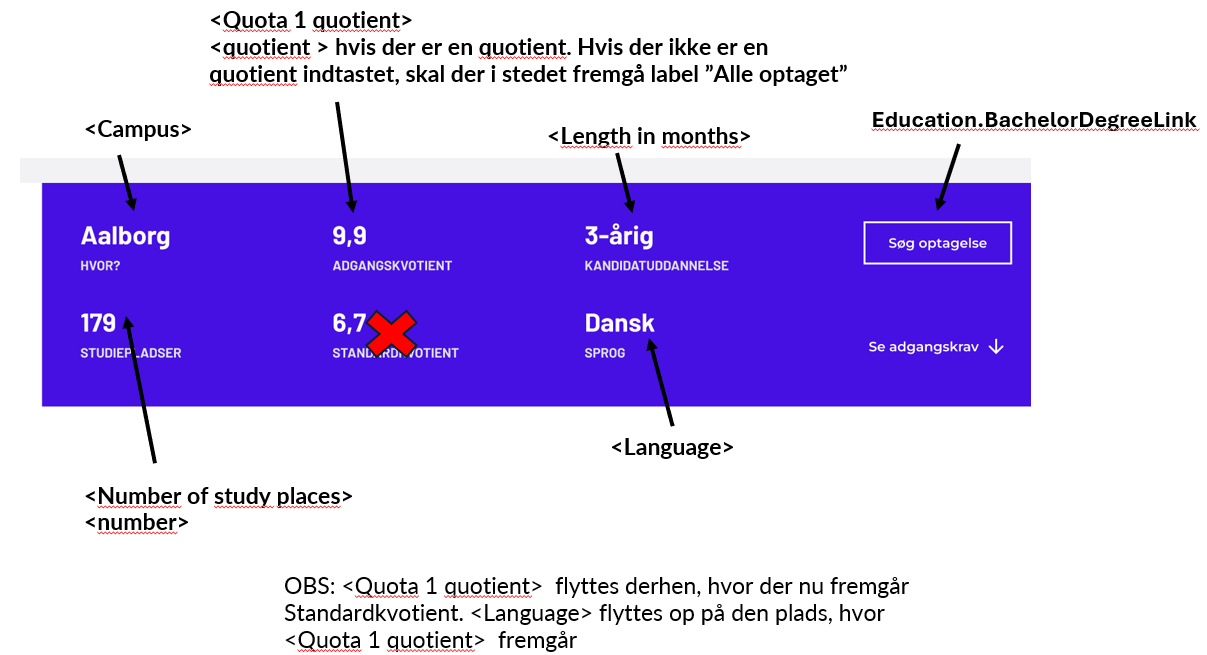 <Quota 1 quotient>
<quotient > hvis der er en quotient. Hvis der ikke er en
quotient indtastet, skal der i stedet fremgå label ”Alle optaget”
<Campus>
<Length in months>
Education.BachelorDegreeLink
Aalborg
HVOR?
9,9
ADGANGSKVOTIENT
3-årig
KANDIDATUDDANNELSE
Søg optagelse
179
STUDIEPLADSER
6,7
STANDARDKVOTIENT
Dansk
SPROG
Se adgangskrav
<Language>
<Number of study places>
<number>
OBS: <Quota 1 quotient>  flyttes derhen, hvor der nu fremgår
Standardkvotient. <Language> flyttes op på den plads, hvor
<Quota 1 quotient>  fremgår